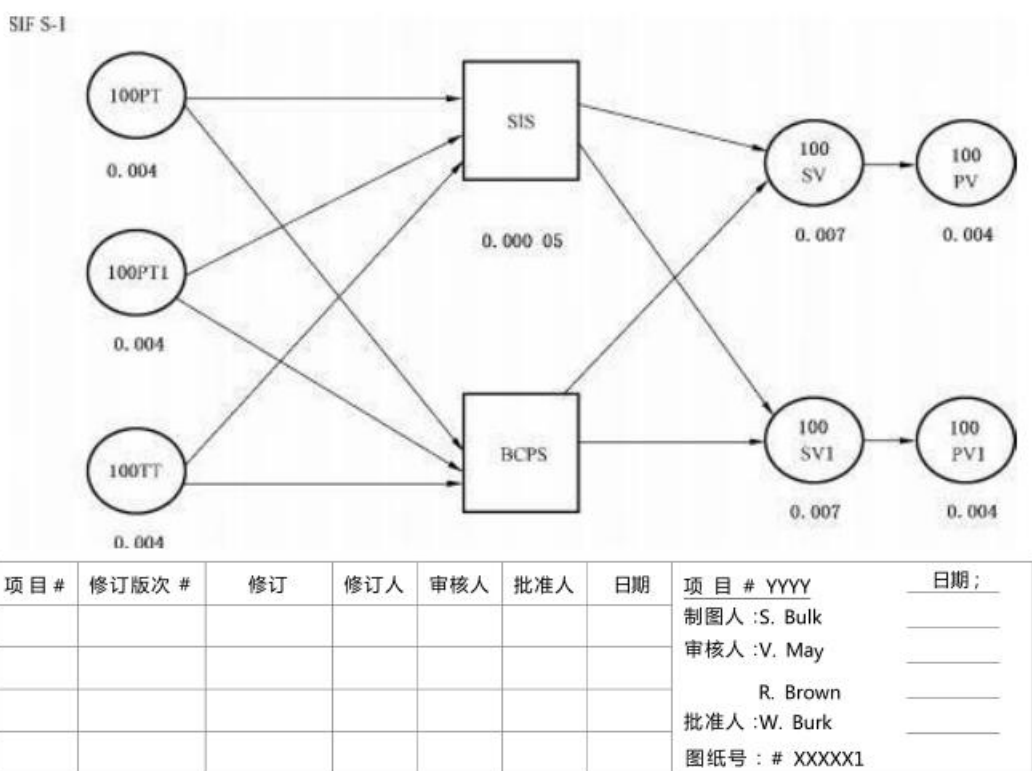 SIF S-1
100PT
0.004
SIS
0.000 05
100
SV
0.007
100
PV
0.004
100PT1
0.004
100TT
0.004
BCPS
100
SV1
0.007
100
PV1
0.004
项目# 修订版次 # 修订 修订人 审核人 批准人 日期
项 目 # YYYY 日期；
制图人 :S. Bulk
审核人 :V. May
R. Brown
批准人 :W. Burk
图纸号 : # XXXXX1